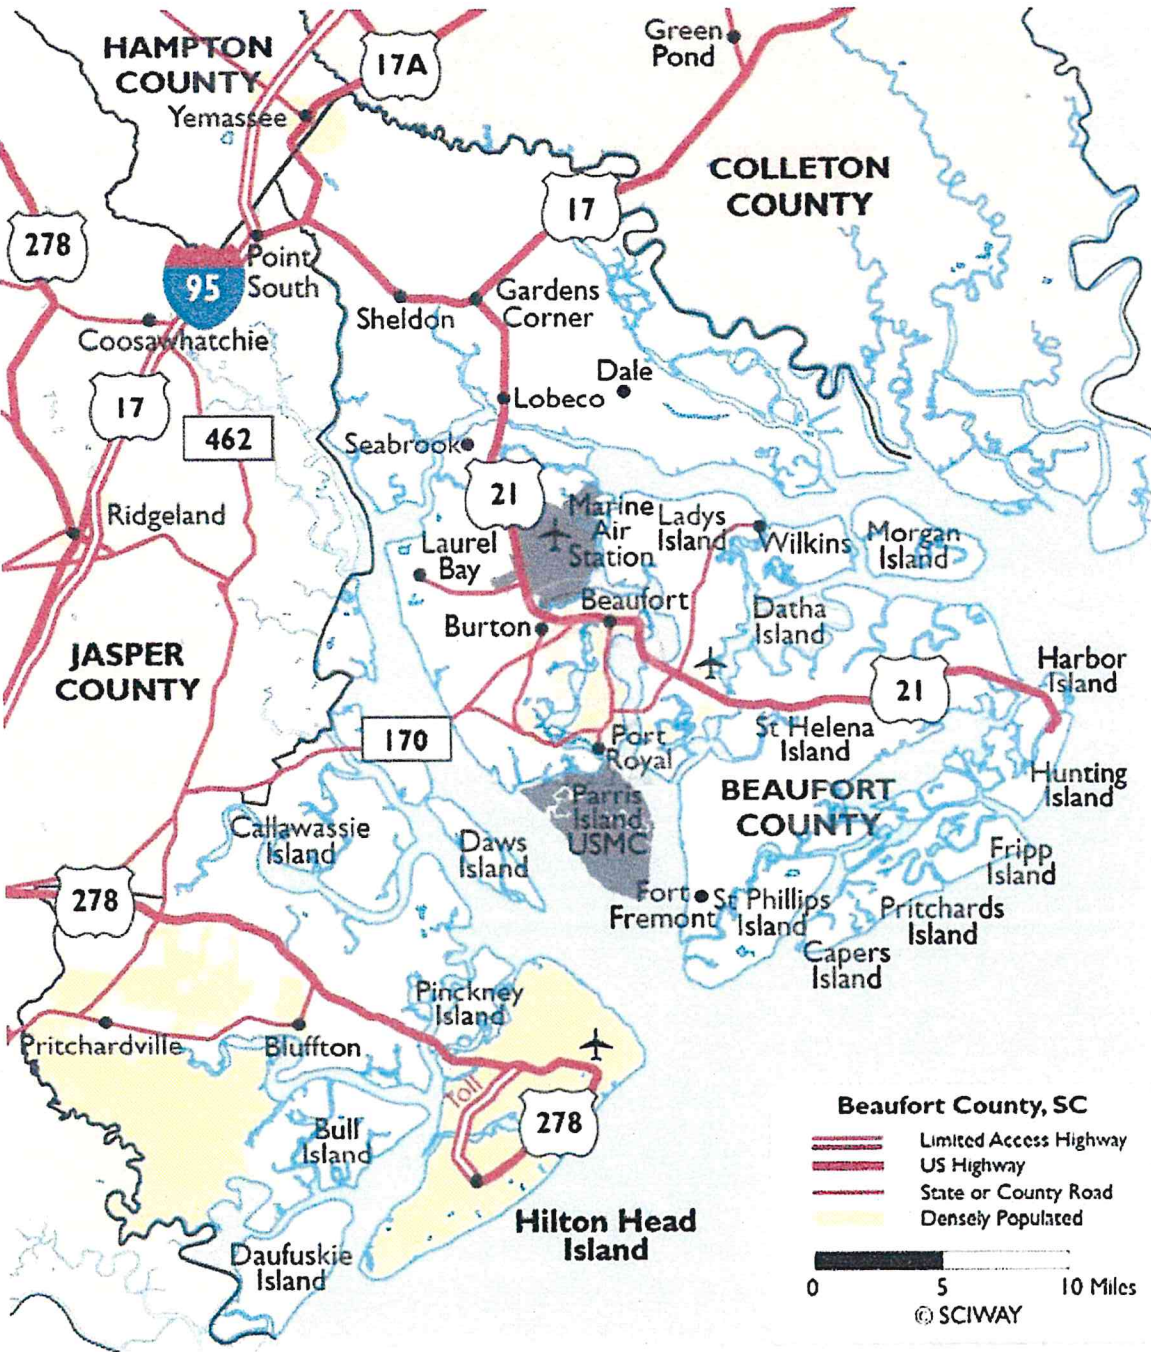 HAMPTON
COUNTY
17A
Green
Pond
Yemassee
COLLETON
COUNTY
17
278
95
Point
South
Gardens
Corner
Sheldon
Coosawhatchie
Dale
Lobeco
17
462
Seabrook
21
Marine
Air
Station
Ladys
Island
Wilkins
Morgan
Island
Ridgeland
Laurel
Bay
Beaufort
Datha
Island
Burton
JASPER
COUNTY
Harbor
Island
21
170
Port
Royal
St Helena
Island
Hunting
Island
BEAUFORT
COUNTY
Parris
Island
USMC
Callawassie
Island
Daws
Island
Fripp
Island
278
Fort
Fremont
St Phillips
Island
Pritchards
Island
Capers
Island
Pinckney
Island
Pritchardville
Bluffton
Toll
278
Bull
Island
Hilton Head
Island
Daufuskie
Island
Beaufort County, SC
Limited Access Highway
US Highway
State or County Road
Densely Populated
0 5 10 Miles
© SCIWAY